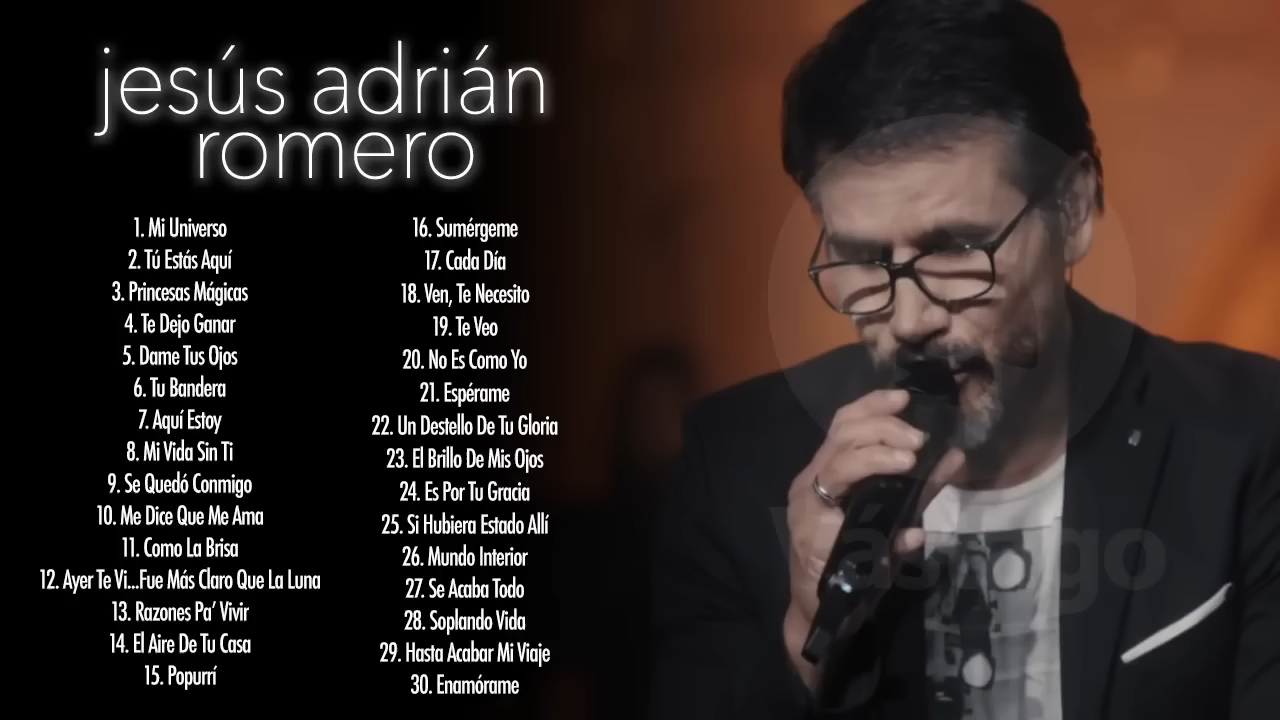 jesús adrián
romero
1. Mi Universo
2. Tú Estás Aquí
3. Princesas Mágicas
4. Te Dejo Ganar
5. Dame Tus Ojos
6. Tu Bandera
7. Aquí Estoy
8. Mi Vida Sin Ti
9. Se Quedó Conmigo
10. Me Dice Que Me Ama
11. Como La Brisa
12. Ayer Te Vi...Fue Más Claro Que La Luna
13. Razones Pa’ Vivir
14. El Aire De Tu Casa
15. Popurrí
16. Sumérgeme
17. Cada Día
18. Ven, Te Necesito
19. Te Veo
20. No Es Como Yo
21. Espérame
22. Un Destello De Tu Gloria
23. El Brillo De Mis Ojos
24. Es Por Tu Gracia
25. Si Hubiera Estado Allí
26. Mundo Interior
27. Se Acaba Todo
28. Soplando Vida
29. Hasta Acabar Mi Viaje
30. Enamórame
Vástago